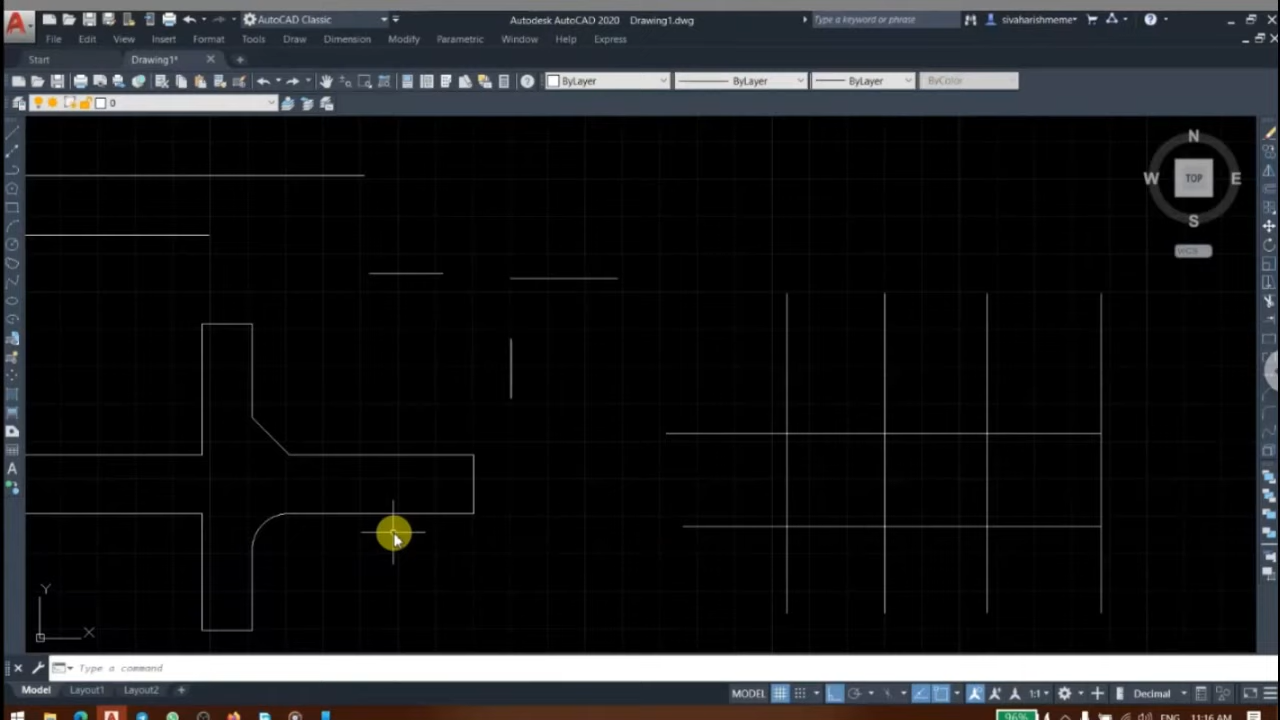 AutoCAD Classic Autodesk AutoCAD 2020 Drawing1.dwg Type a keyword or phrase sivaharishmeme
File Edit View Insert Format Tools Draw Dimension Modify Parametric Window Help Express
Start Drawing1*
ByLayer ByLayer ByLayer ByColor
0
N
W TOP E
S
WCS
Y
X
Type a command
Model Layout1 Layout2 MODEL 1:1 Decimal
96% ENG 11:16 AM